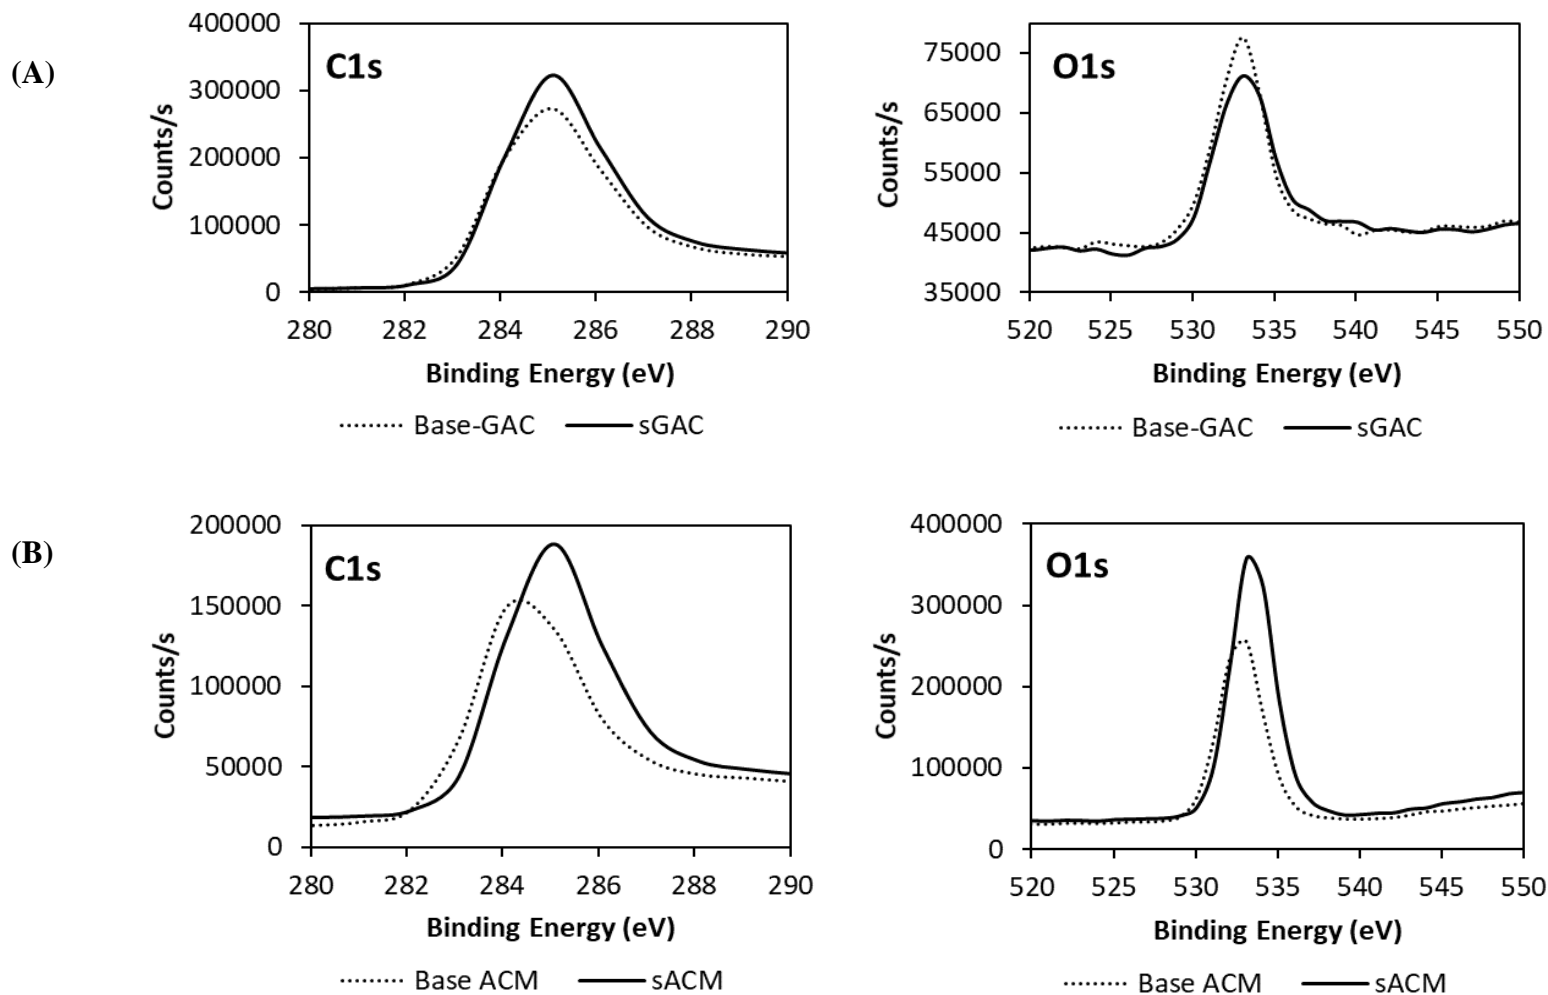 (A)
C1s
Counts/s
400000
300000
200000
100000
0
280 282 284 286 288 290
Binding Energy (eV)
Base-GAC sGAC
O1s
Counts/s
75000
65000
55000
45000
35000
520 525 530 535 540 545 550
Binding Energy (eV)
Base-GAC sGAC
(B)
C1s
Counts/s
200000
150000
100000
50000
0
280 282 284 286 288 290
Binding Energy (eV)
Base ACM sACM
O1s
Counts/s
400000
300000
200000
100000
0
520 525 530 535 540 545 550
Binding Energy (eV)
Base ACM sACM